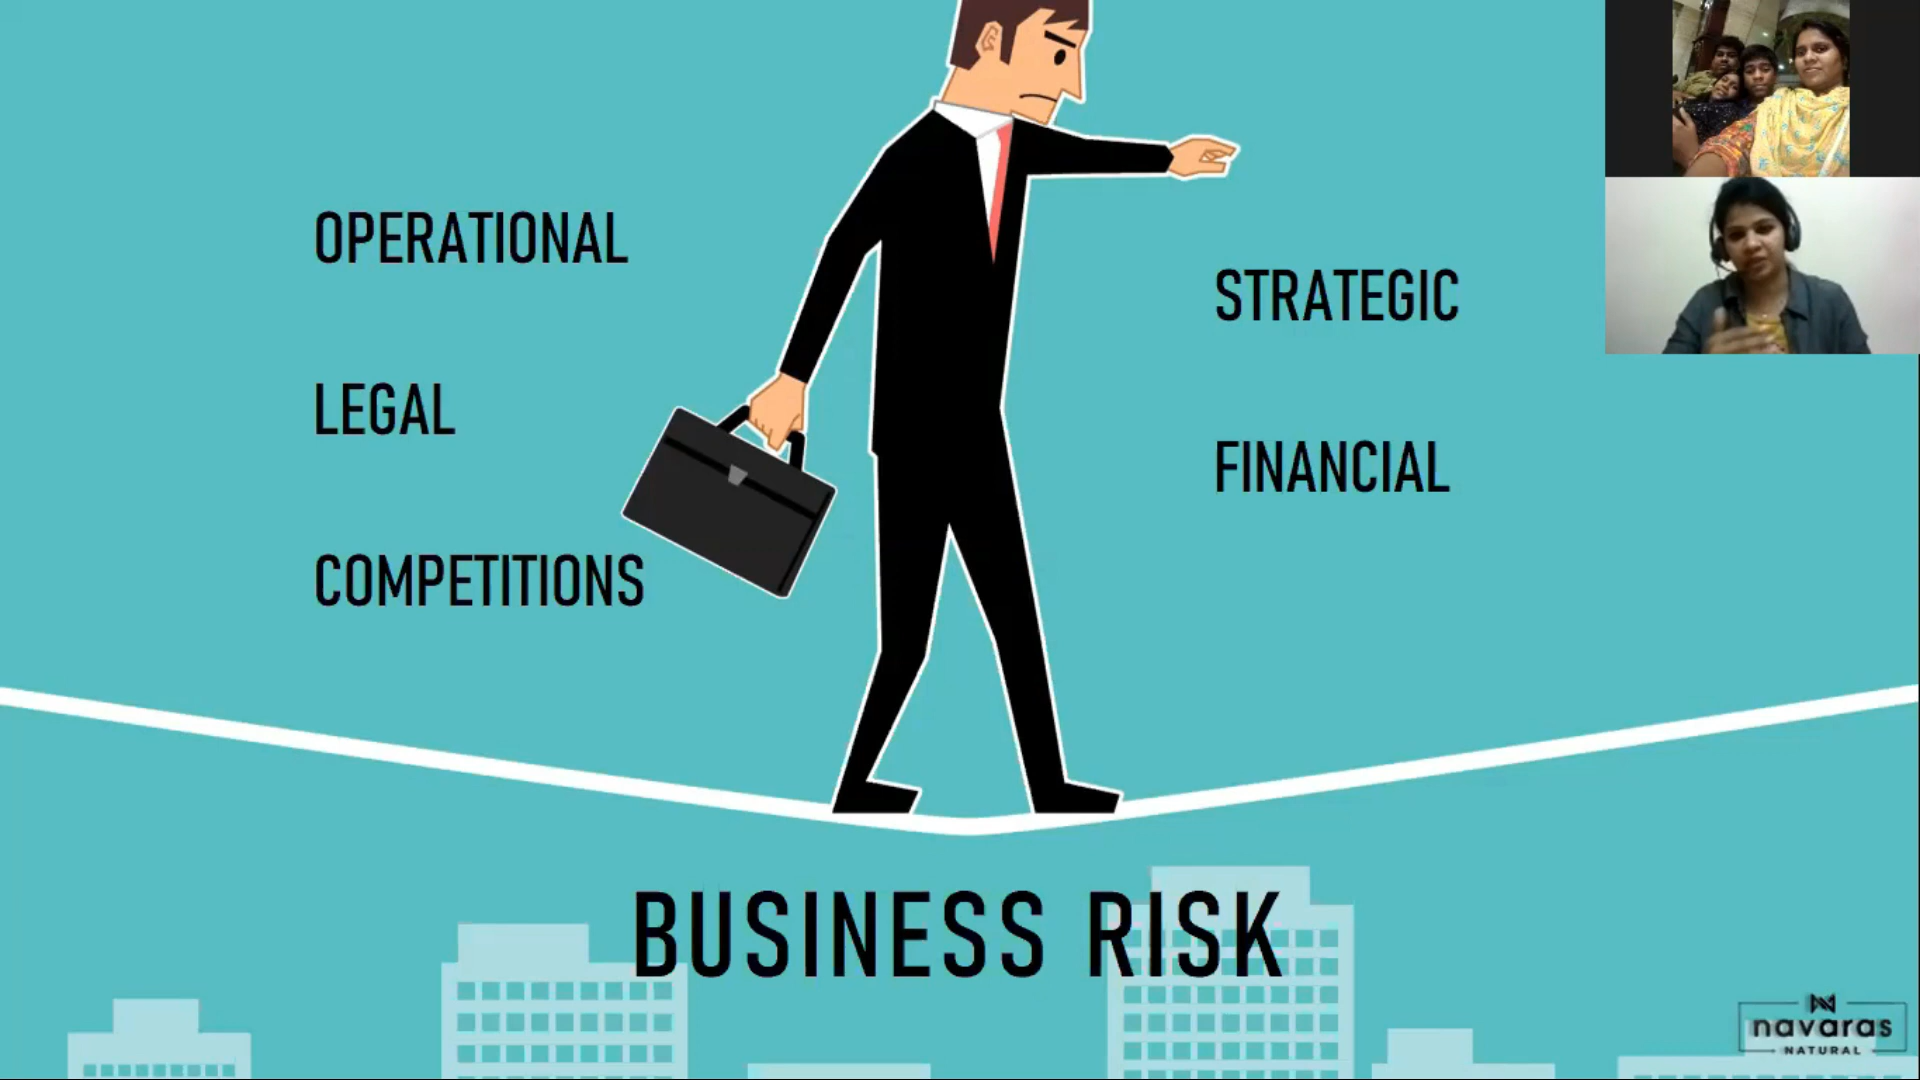 OPERATIONAL
LEGAL
COMPETITIONS
STRATEGIC
FINANCIAL
BUSINESS RISK
navaras
NATURAL